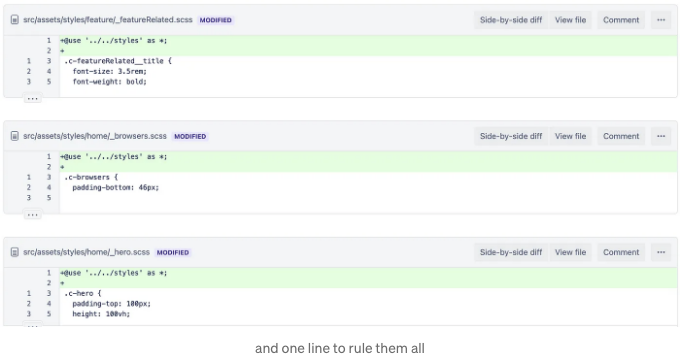 src/assets/styles/feature/_featureRelated.scss MODIFIED Side-by-side diff View file Comment ...
1 +@use '../../styles' as *;
2 +
1 3 .c-featureRelated__title {
2 4 font-size: 3.5rem;
3 5 font-weight: bold;
...
src/assets/styles/home/_browsers.scss MODIFIED Side-by-side diff View file Comment ...
1 +@use '../../styles' as *;
2 +
1 3 .c-browsers {
2 4 padding-bottom: 46px;
3 5
...
src/assets/styles/home/_hero.scss MODIFIED Side-by-side diff View file Comment ...
1 +@use '../../styles' as *;
2 +
1 3 .c-hero {
2 4 padding-top: 100px;
3 5 height: 100vh;
...
and one line to rule them all